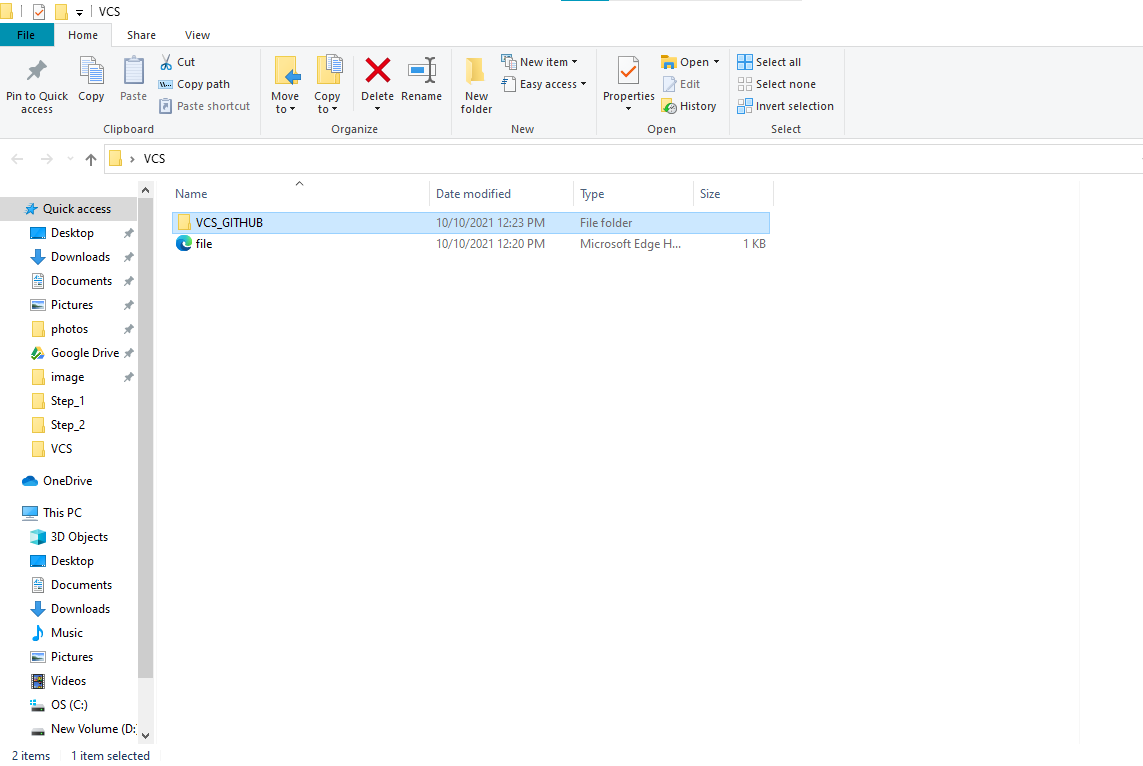 VCS
File Home Share View
Pin to Quick access
Copy
Paste
Cut
Copy path
Paste shortcut
Clipboard
Move to
Copy to
Delete
Rename
Organize
New folder
New item
Easy access
New
Properties
Open
Edit
History
Open
Select all
Select none
Invert selection
Select
VCS
Name Date modified Type Size
VCS_GITHUB 10/10/2021 12:23 PM File folder
file 10/10/2021 12:20 PM Microsoft Edge H... 1 KB
Quick access
Desktop
Downloads
Documents
Pictures
photos
Google Drive
image
Step_1
Step_2
VCS
OneDrive
This PC
3D Objects
Desktop
Documents
Downloads
Music
Pictures
Videos
OS (C:)
New Volume (D:
2 items 1 item selected